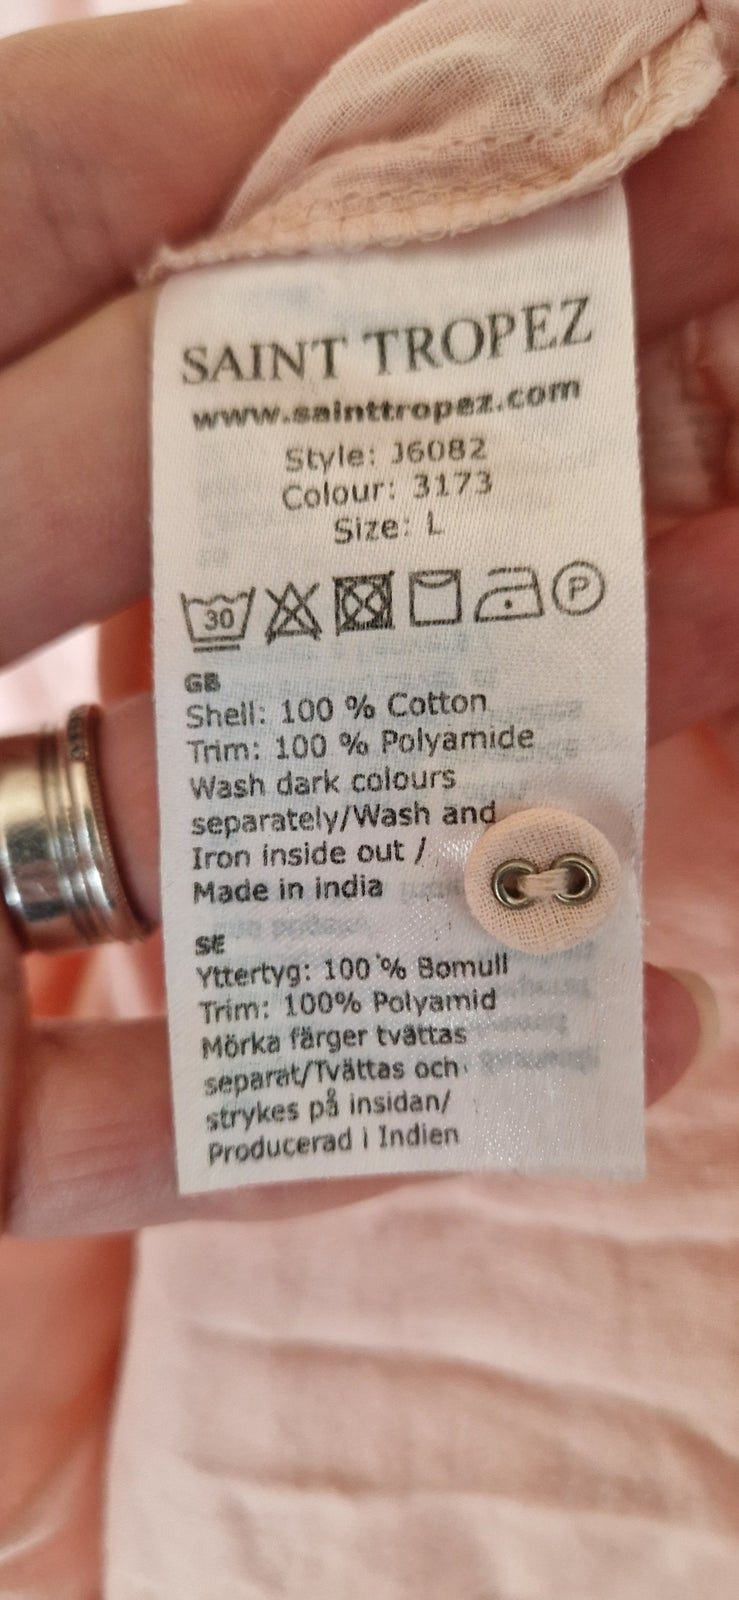 SAINT TROPEZ
www.sainttropez.com
Style: J6082
Colour: 3173
Size: L
30 P
GB
Shell: 100 % Cotton
Trim: 100 % Polyamide
Wash dark colours
separately/Wash and
Iron inside out /
Made in india
SE
Yttertyg: 100 % Bomull
Trim: 100% Polyamid
Mörka färger tvättas
separat/Tvättas och
strykes på insidan/
Producerad i Indien